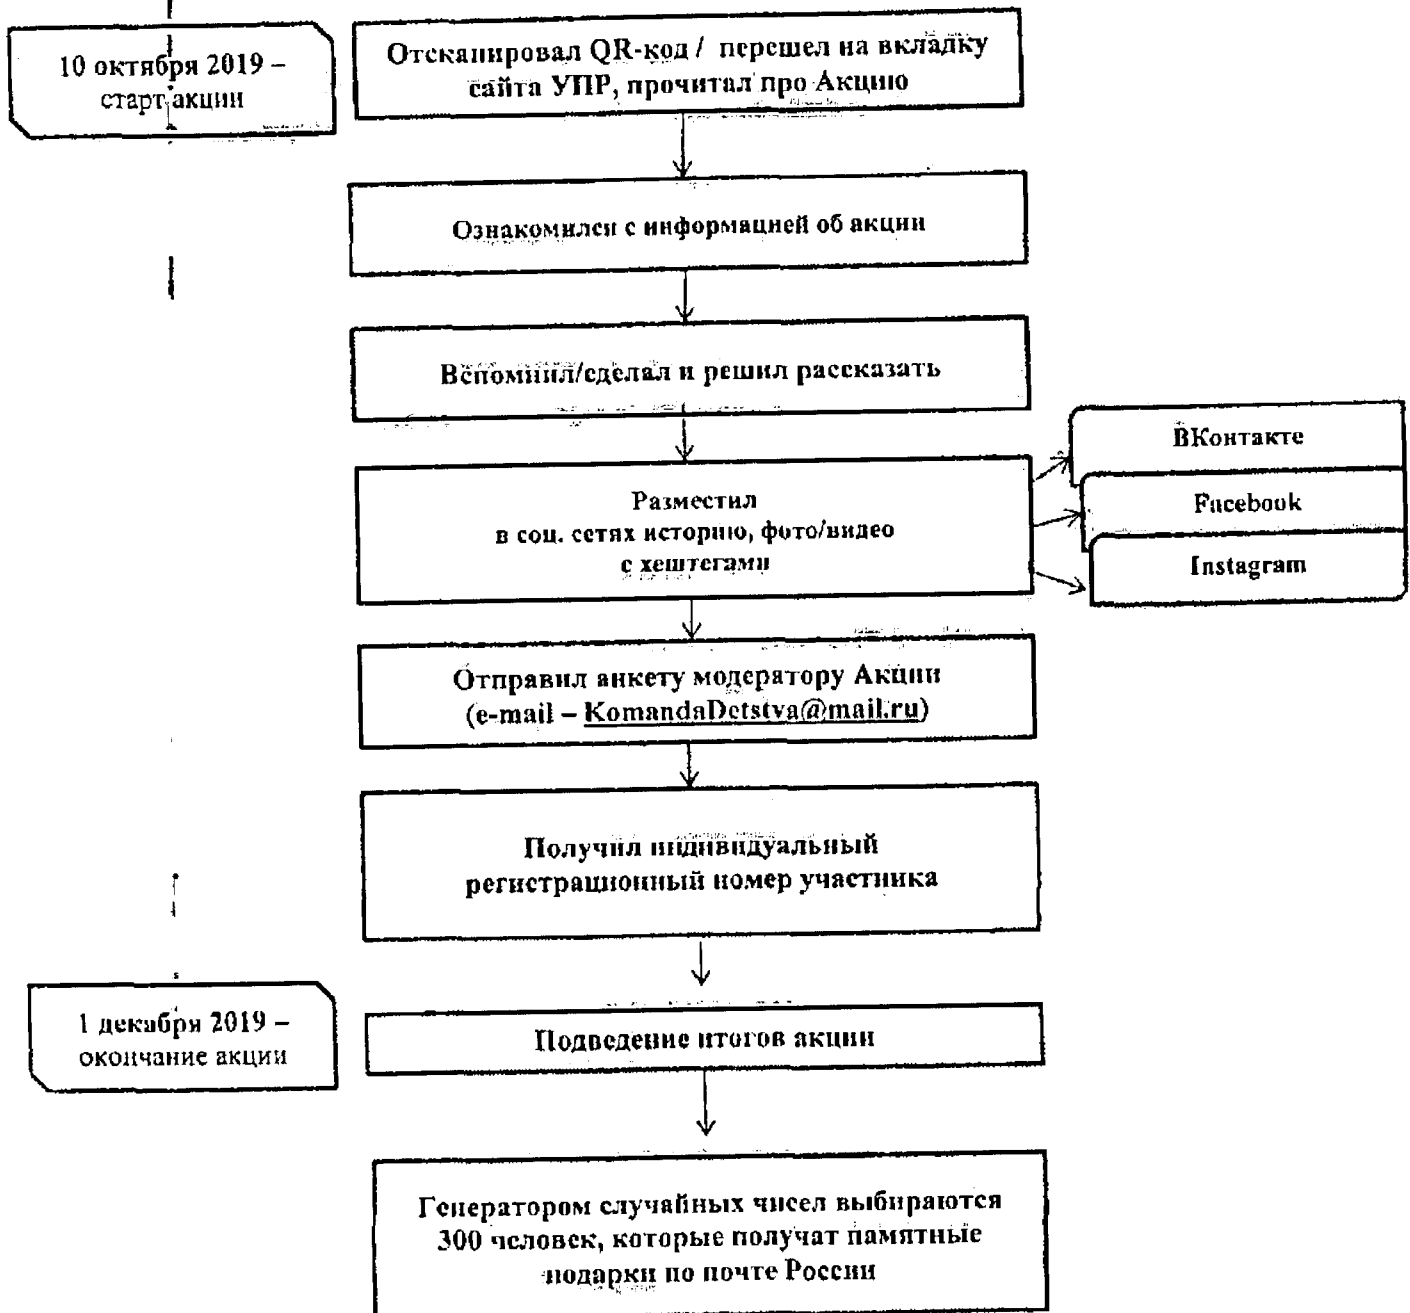 10 октября 2019 –
старт акции
Отсканировал QR-код / перешел на вкладку
сайта УПР, прочитал про Акцию
Ознакомился с информацией об акции
Вспомнил/сделал и решил рассказать
Разместил
в соц. сетях историю, фото/видео
с хештегами
ВКонтакте
Facebook
Instagram
Отправил анкету модератору Акции
(e-mail – KomandaDetstva@mail.ru)
Получил индивидуальный
регистрационный номер участника
1 декабря 2019 –
окончание акции
Подведение итогов акции
Генератором случайных чисел выбираются
300 человек, которые получат памятные
подарки по почте России